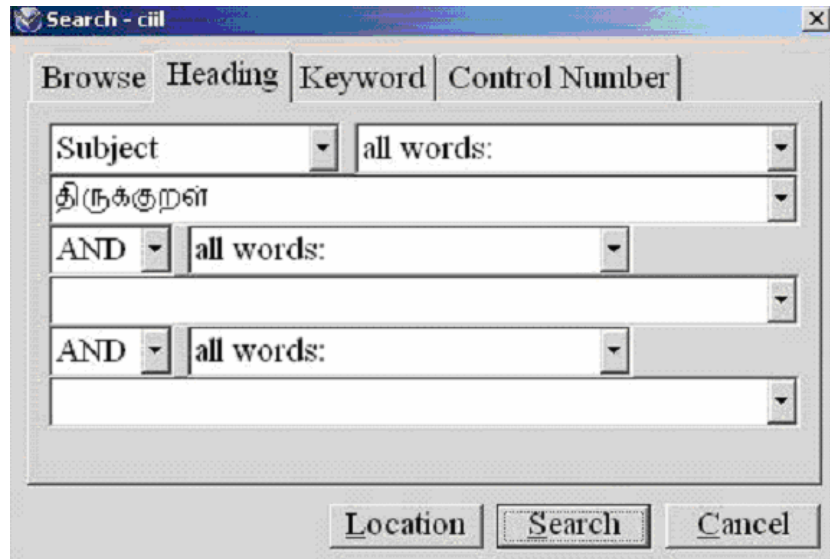 Search - ciil
Browse Heading Keyword Control Number
Subject all words:
திருக்குறள்
AND all words:
AND all words:
Location Search Cancel